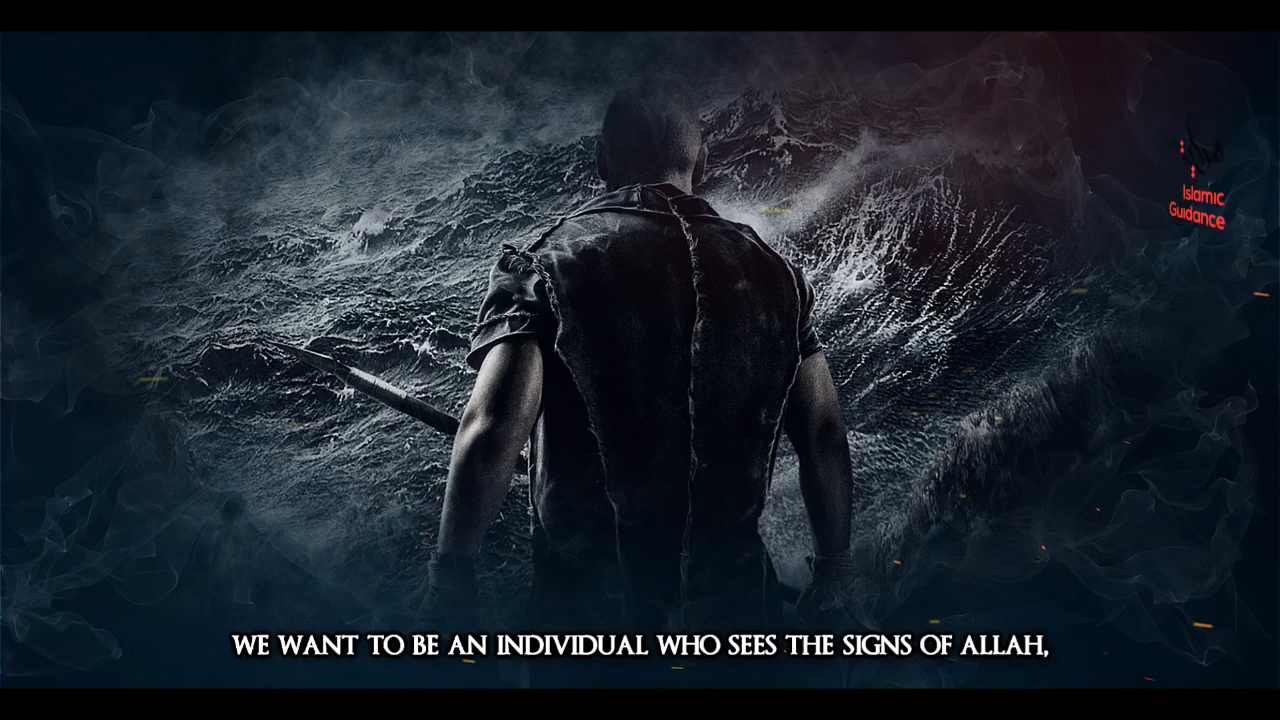 Islamic
Guidance
WE WANT TO BE AN INDIVIDUAL WHO SEES THE SIGNS OF ALLAH,